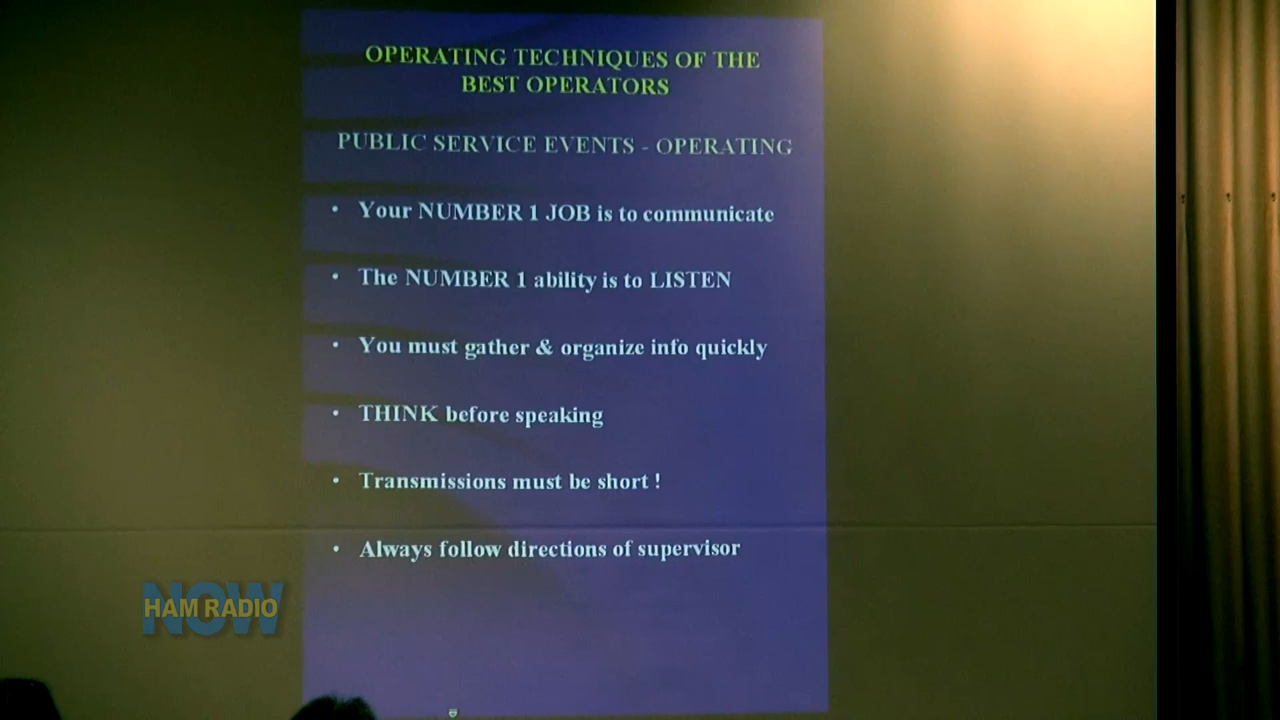 OPERATING TECHNIQUES OF THE
BEST OPERATORS
PUBLIC SERVICE EVENTS - OPERATING
• Your NUMBER 1 JOB is to communicate
• The NUMBER 1 ability is to LISTEN
• You must gather & organize info quickly
• THINK before speaking
• Transmissions must be short !
• Always follow directions of supervisor
NOW
HAM RADIO